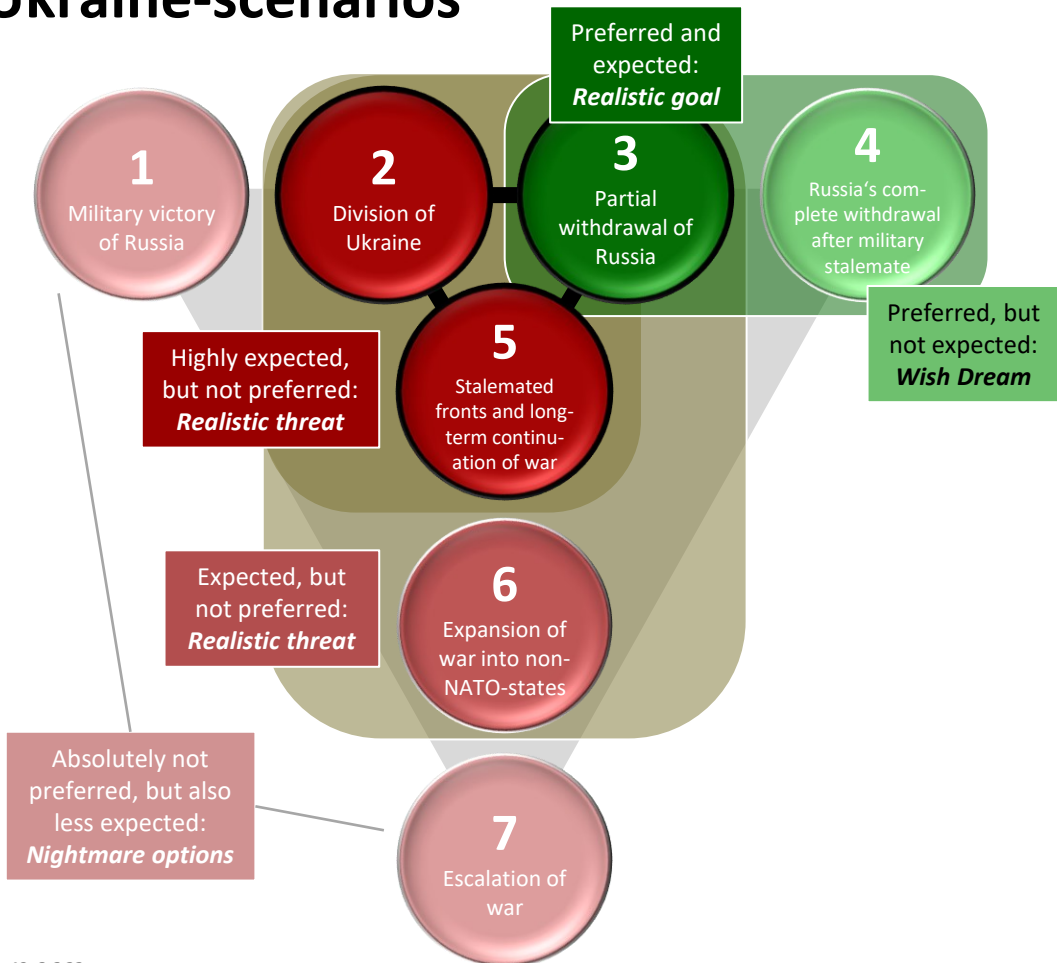 Ukraine-scenarios
Preferred and
expected:
Realistic goal
1
Military victory
of Russia
2
Division of
Ukraine
3
Partial
withdrawal of
Russia
4
Russia‘s com-
plete withdrawal
after military
stalemate
Preferred, but
not expected:
Wish Dream
Highly expected,
but not preferred:
Realistic threat
5
Stalemated
fronts and long-
term continu-
ation of war
Expected, but
not preferred:
Realistic threat
6
Expansion of
war into non-
NATO-states
Absolutely not
preferred, but also
less expected:
Nightmare options
7
Escalation of
war